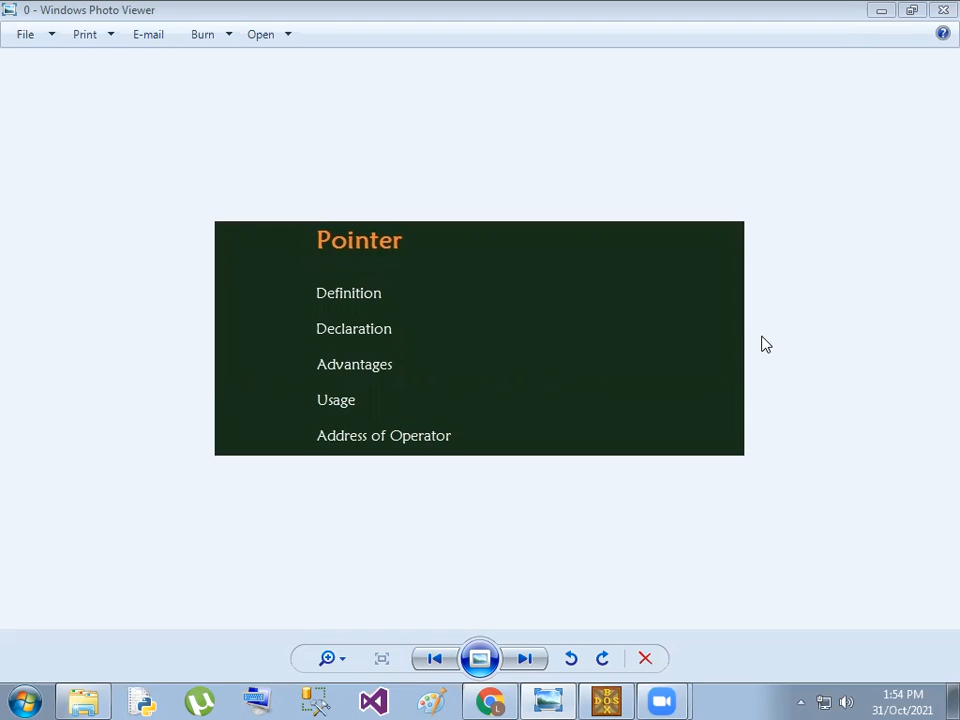 0 - Windows Photo Viewer
File Print E-mail Burn Open
Pointer
Definition
Declaration
Advantages
Usage
Address of Operator
DOS
1:54 PM
31/Oct/2021